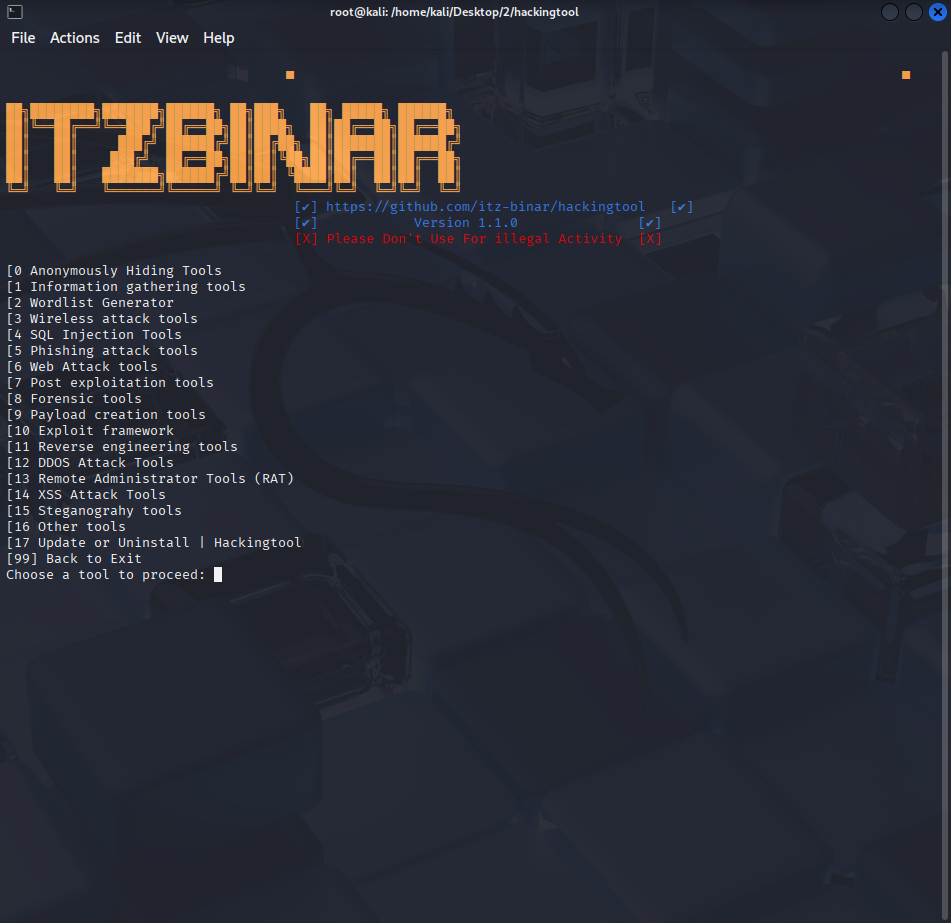 root@kali: /home/kali/Desktop/2/hackingtool
File Actions Edit View Help
ITZBINAR
[✔] https://github.com/itz-binar/hackingtool [✔]
[✔] Version 1.1.0 [✔]
[X] Please Don't Use For illegal Activity [X]
[0 Anonymously Hiding Tools
[1 Information gathering tools
[2 Wordlist Generator
[3 Wireless attack tools
[4 SQL Injection Tools
[5 Phishing attack tools
[6 Web Attack tools
[7 Post exploitation tools
[8 Forensic tools
[9 Payload creation tools
[10 Exploit framework
[11 Reverse engineering tools
[12 DDOS Attack Tools
[13 Remote Administrator Tools (RAT)
[14 XSS Attack Tools
[15 Steganograhy tools
[16 Other tools
[17 Update or Uninstall | Hackingtool
[99] Back to Exit
Choose a tool to proceed: